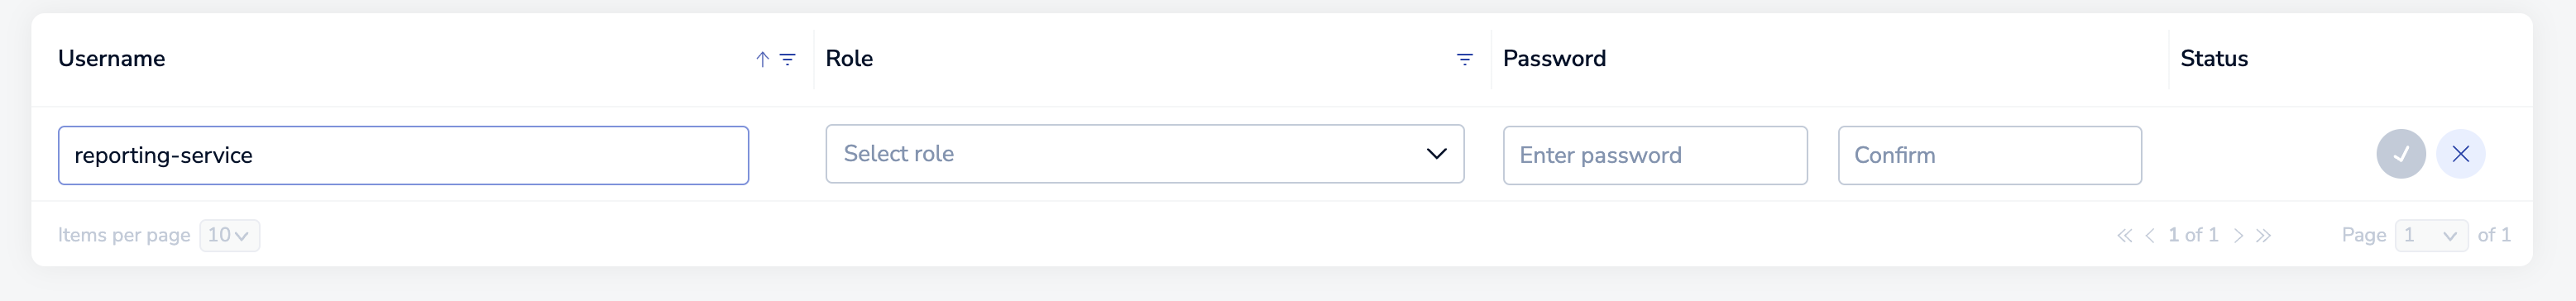 Username Role Password Status
reporting-service Select role Enter password Confirm
Items per page 10 1 of 1 Page 1 of 1